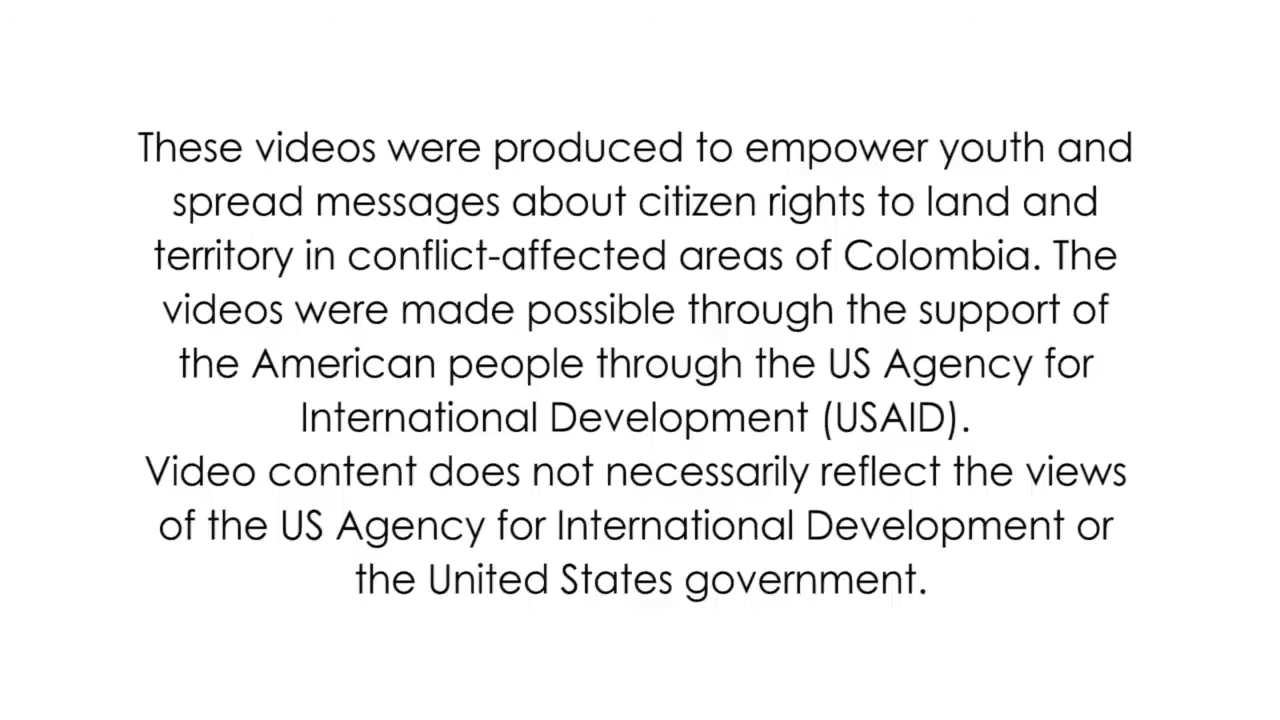 These videos were produced to empower youth and
spread messages about citizen rights to land and
territory in conflict-affected areas of Colombia. The
videos were made possible through the support of
the American people through the US Agency for
International Development (USAID).
Video content does not necessarily reflect the views
of the US Agency for International Development or
the United States government.